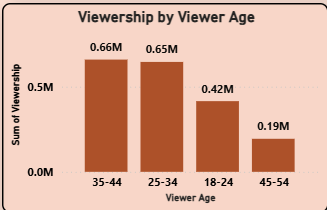 Viewership by Viewer Age
Sum of Viewership
0.5M
0.0M
0.66M
0.65M
0.42M
0.19M
35-44
25-34
18-24
45-54
Viewer Age